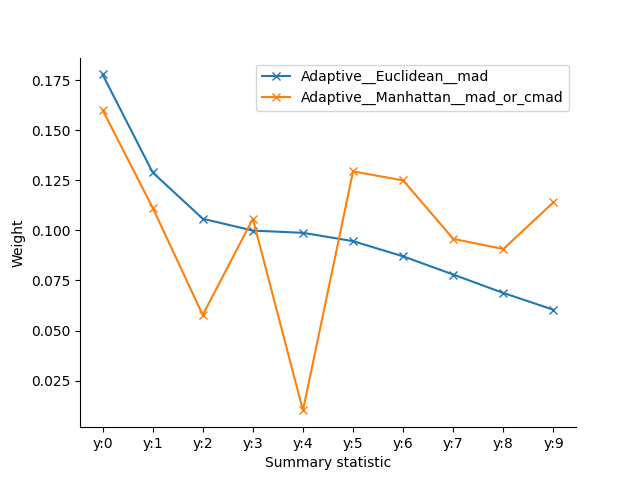 Adaptive__Euclidean__mad
Adaptive__Manhattan__mad_or_cmad
0.175
0.150
0.125
0.100
0.075
0.050
0.025
Weight
y:0 y:1 y:2 y:3 y:4 y:5 y:6 y:7 y:8 y:9
Summary statistic